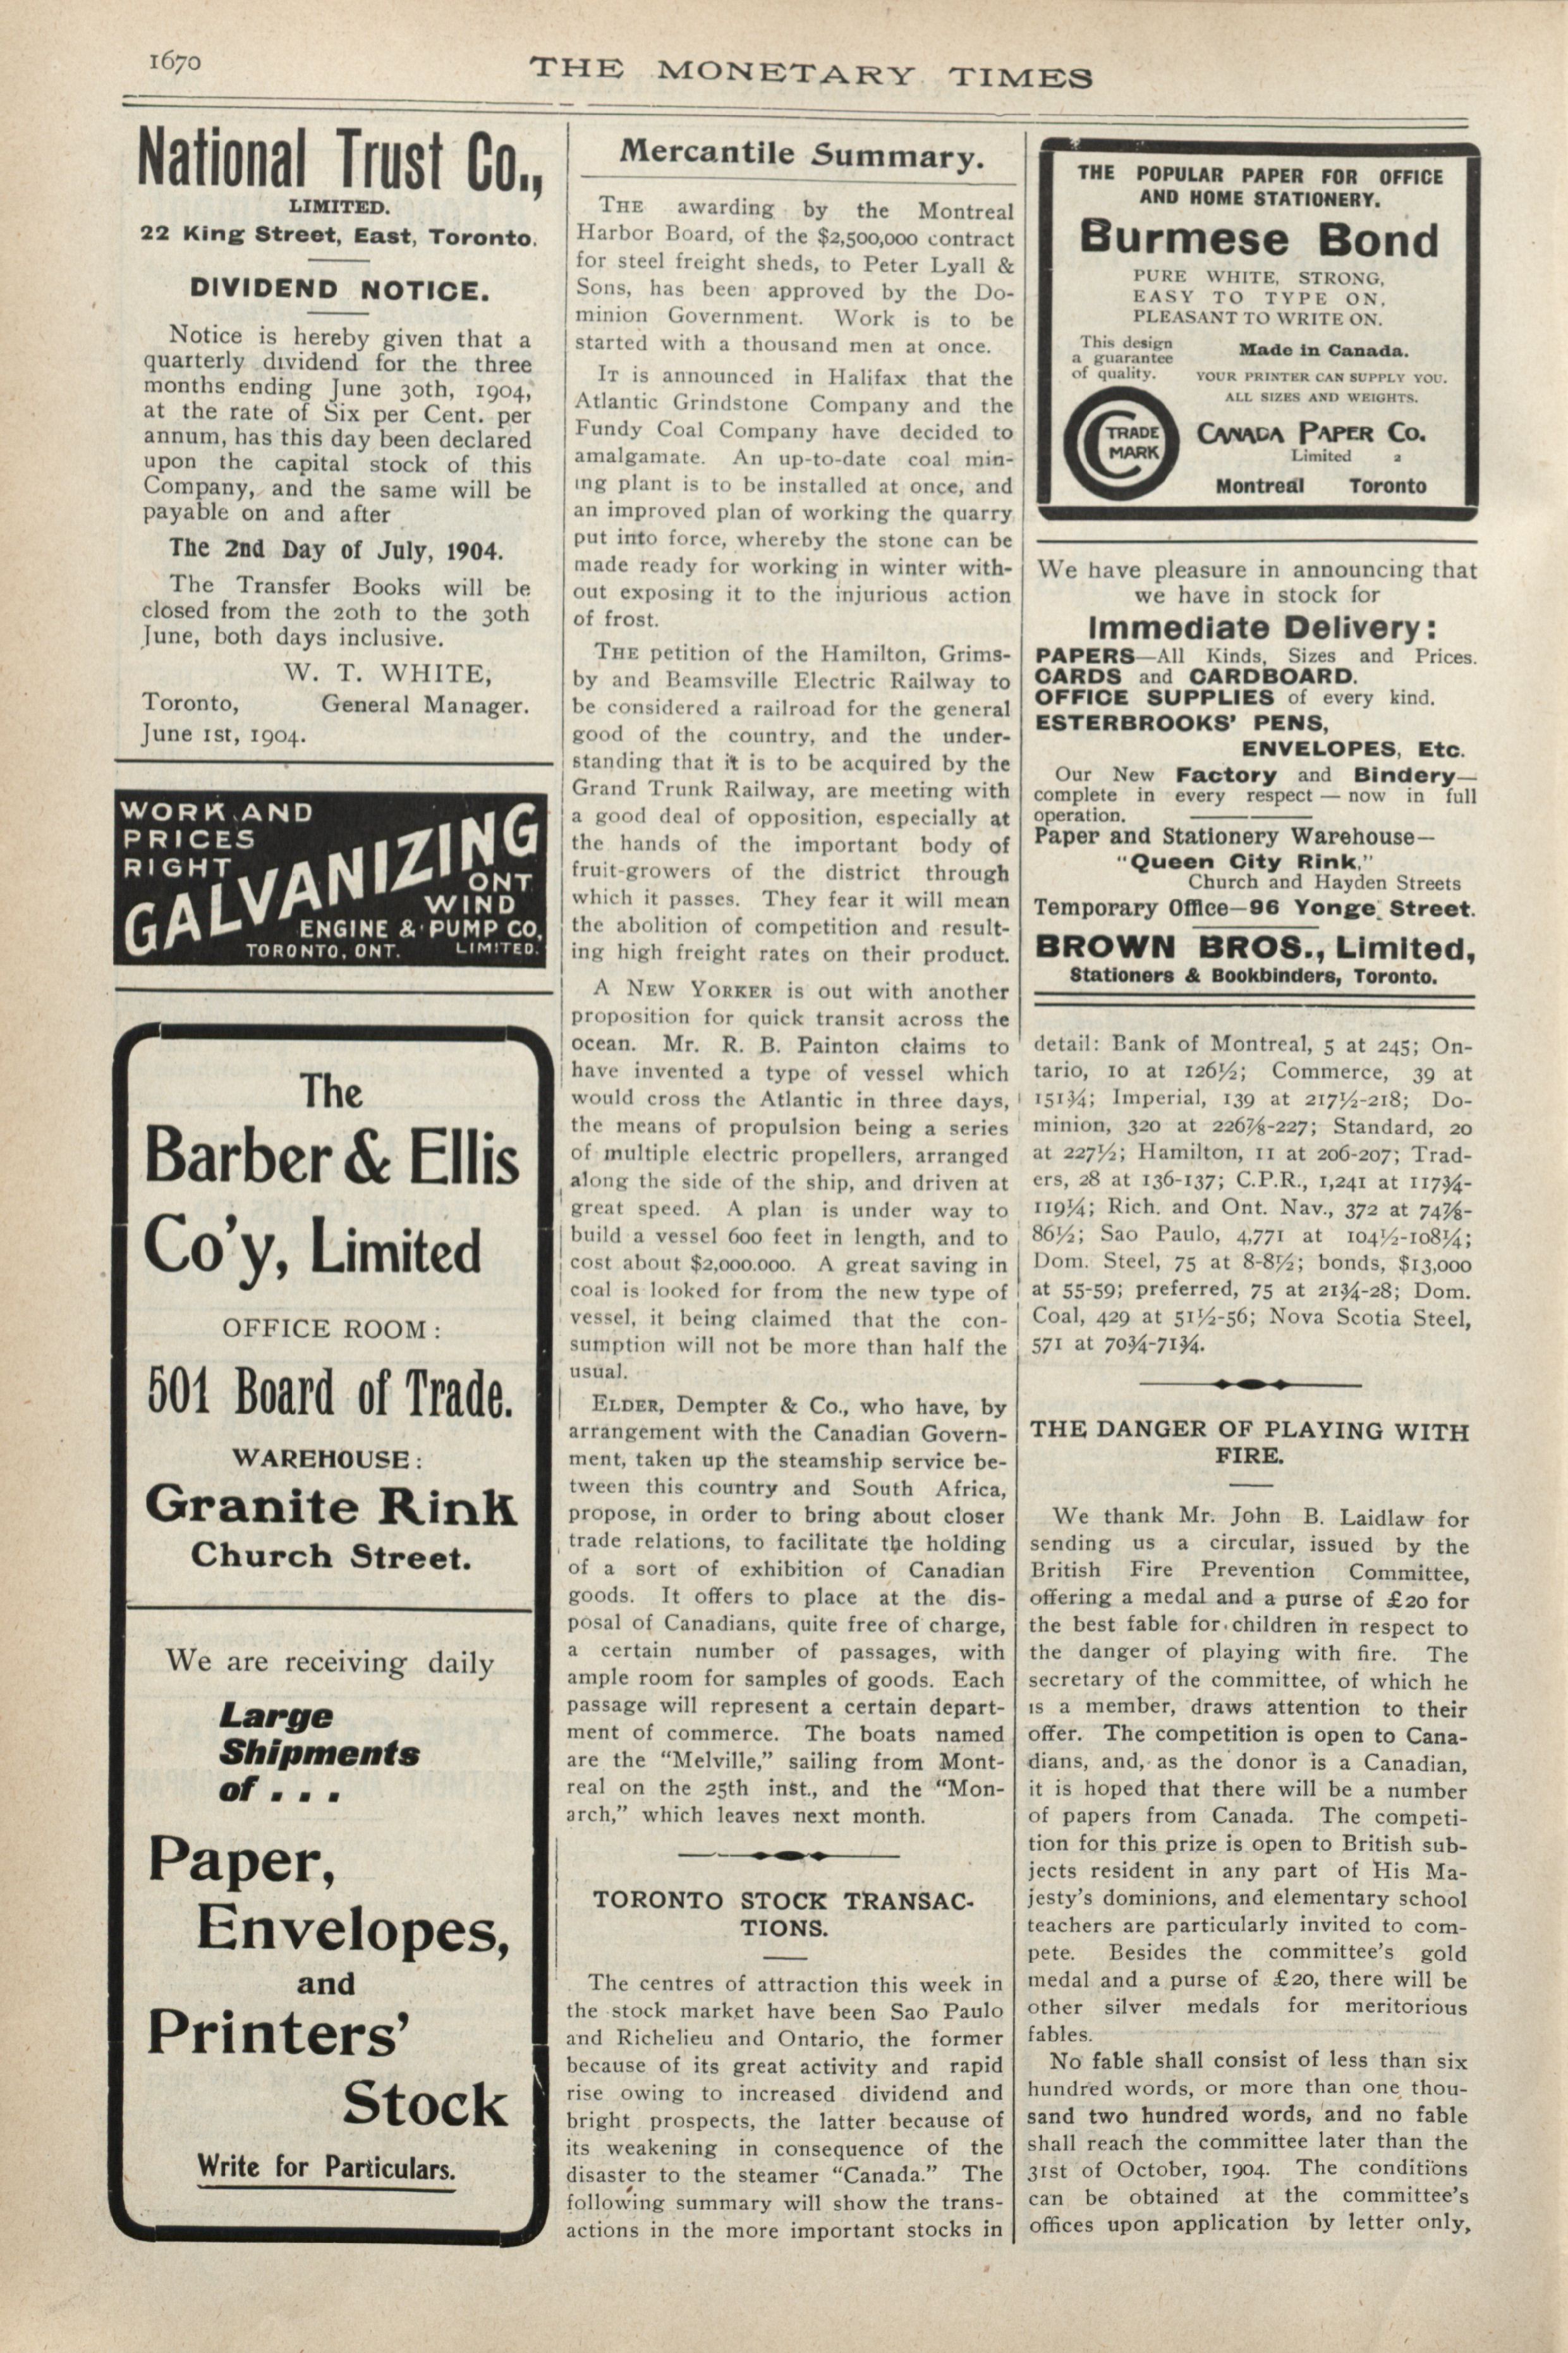 1670
THE MONETARY TIMES
National Trust Co.,
LIMITED.
22 King Street, East, Toronto.
DIVIDEND NOTICE.
Notice is hereby given that a
quarterly dividend for the three
months ending June 30th, 1904,
at the rate of Six per Cent. per
annum, has this day been declared
upon the capital stock of this
Company, and the same will be
payable on and after
The 2nd Day of July, 1904.
The Transfer Books will be
closed from the 20th to the 30th
June, both days inclusive.
W. T. WHITE,
Toronto, General Manager.
June 1st, 1904.
WORK AND
PRICES
RIGHT
GALVANIZING
ONT
WIND
ENGINE & PUMP CO,
TORONTO, ONT. LIMITED.
The
Barber & Ellis
Co'y, Limited
OFFICE ROOM:
501 Board of Trade.
WAREHOUSE:
Granite Rink
Church Street.
We are receiving daily
Large
Shipments
of . . .
Paper,
Envelopes,
and
Printers'
Stock
Write for Particulars.
Mercantile Summary.
THE awarding by the Montreal
Harbor Board, of the $2,500,000 contract
for steel freight sheds, to Peter Lyall &
Sons, has been approved by the Do-
minion Government. Work is to be
started with a thousand men at once.
IT is announced in Halifax that the
Atlantic Grindstone Company and the
Fundy Coal Company have decided to
amalgamate. An up-to-date coal min-
ing plant is to be installed at once, and
an improved plan of working the quarry
put into force, whereby the stone can be
made ready for working in winter with-
out exposing it to the injurious action
of frost.
THE petition of the Hamilton, Grims-
by and Beamsville Electric Railway to
be considered a railroad for the general
good of the country, and the under-
standing that it is to be acquired by the
Grand Trunk Railway, are meeting with
a good deal of opposition, especially at
the hands of the important body of
fruit-growers of the district through
which it passes. They fear it will mean
the abolition of competition and result-
ing high freight rates on their product.
A NEW YORKER is out with another
proposition for quick transit across the
ocean. Mr. R. B. Painton claims to
have invented a type of vessel which
would cross the Atlantic in three days,
the means of propulsion being a series
of multiple electric propellers, arranged
along the side of the ship, and driven at
great speed. A plan is under way to
build a vessel 600 feet in length, and to
cost about $2,000.000. A great saving in
coal is looked for from the new type of
vessel, it being claimed that the con-
sumption will not be more than half the
usual.
ELDER, Dempter & Co., who have, by
arrangement with the Canadian Govern-
ment, taken up the steamship service be-
tween this country and South Africa,
propose, in order to bring about closer
trade relations, to facilitate the holding
of a sort of exhibition of Canadian
goods. It offers to place at the dis-
posal of Canadians, quite free of charge,
a certain number of passages, with
ample room for samples of goods. Each
passage will represent a certain depart-
ment of commerce. The boats named
are the "Melville," sailing from Mont-
real on the 25th inst., and the "Mon-
arch," which leaves next month.
TORONTO STOCK TRANSAC-
TIONS.
The centres of attraction this week in
the stock market have been Sao Paulo
and Richelieu and Ontario, the former
because of its great activity and rapid
rise owing to increased dividend and
bright prospects, the latter because of
its weakening in consequence of the
disaster to the steamer "Canada." The
following summary will show the trans-
actions in the more important stocks in
THE POPULAR PAPER FOR OFFICE
AND HOME STATIONERY.
Burmese Bond
PURE WHITE, STRONG,
EASY TO TYPE ON,
PLEASANT TO WRITE ON.
This design
a guarantee
of quality.
Made in Canada.
YOUR PRINTER CAN SUPPLY YOU.
ALL SIZES AND WEIGHTS.
TRADE
MARK
CANADA PAPER CO.
Limited 2
Montreal Toronto
We have pleasure in announcing that
we have in stock for
Immediate Delivery:
PAPERS—All Kinds, Sizes and Prices.
CARDS and CARDBOARD.
OFFICE SUPPLIES of every kind.
ESTERBROOKS' PENS,
ENVELOPES, Etc.
Our New Factory and Bindery—
complete in every respect — now in full
operation.
Paper and Stationery Warehouse—
"Queen City Rink,"
Church and Hayden Streets
Temporary Office—96 Yonge Street.
BROWN BROS., Limited,
Stationers & Bookbinders, Toronto.
detail: Bank of Montreal, 5 at 245; On-
tario, 10 at 126½; Commerce, 39 at
151¾; Imperial, 139 at 217½-218; Do-
minion, 320 at 226⅞-227; Standard, 20
at 227½; Hamilton, 11 at 206-207; Trad-
ers, 28 at 136-137; C.P.R., 1,241 at 117¾-
119¼; Rich. and Ont. Nav., 372 at 74⅞-
86½; Sao Paulo, 4,771 at 104½-108¼;
Dom. Steel, 75 at 8-8½; bonds, $13,000
at 55-59; preferred, 75 at 21¾-28; Dom.
Coal, 429 at 51½-56; Nova Scotia Steel,
571 at 70¾-71¾.
THE DANGER OF PLAYING WITH
FIRE.
We thank Mr. John B. Laidlaw for
sending us a circular, issued by the
British Fire Prevention Committee,
offering a medal and a purse of £20 for
the best fable for children in respect to
the danger of playing with fire. The
secretary of the committee, of which he
is a member, draws attention to their
offer. The competition is open to Cana-
dians, and, as the donor is a Canadian,
it is hoped that there will be a number
of papers from Canada. The competi-
tion for this prize is open to British sub-
jects resident in any part of His Ma-
jesty's dominions, and elementary school
teachers are particularly invited to com-
pete. Besides the committee's gold
medal and a purse of £20, there will be
other silver medals for meritorious
fables.
No fable shall consist of less than six
hundred words, or more than one thou-
sand two hundred words, and no fable
shall reach the committee later than the
31st of October, 1904. The conditions
can be obtained at the committee's
offices upon application by letter only,